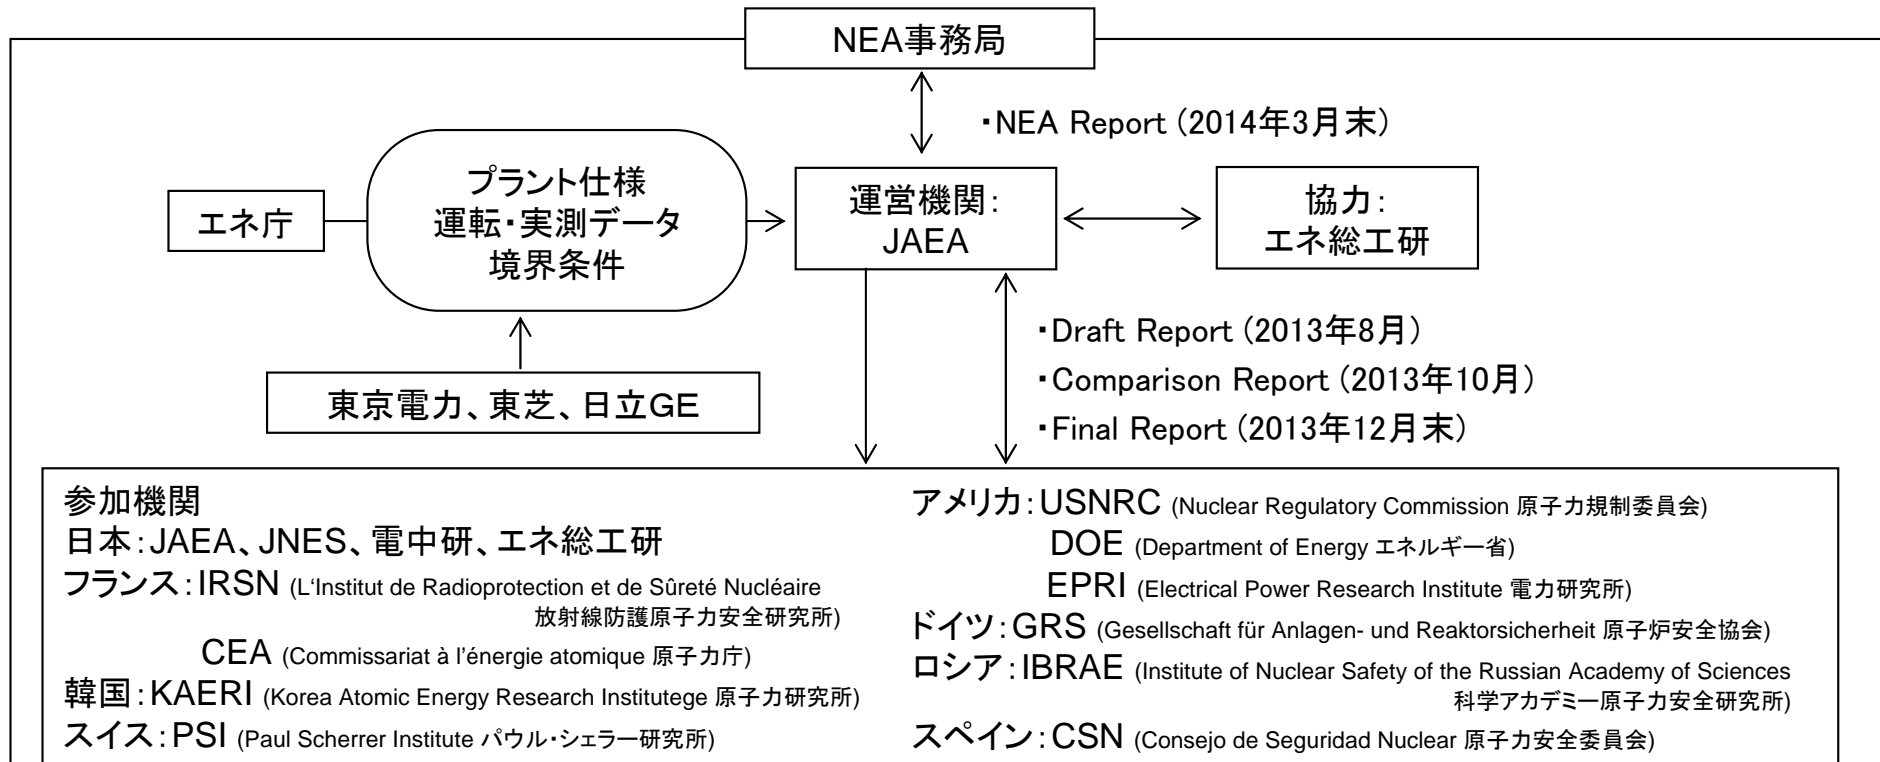 NEA事務局
・NEA Report (2014年3月末)
エネ庁
プラント仕様
運転・実測データ
境界条件
運営機関:
JAEA
協力:
エネ総工研
東京電力、東芝、日立GE
・Draft Report (2013年8月)
・Comparison Report (2013年10月)
・Final Report (2013年12月末)
参加機関
日本:JAEA、JNES、電中研、エネ総工研
フランス:IRSN (L‘Institut de Radioprotection et de Sûreté Nucléaire
放射線防護原子力安全研究所)
CEA (Commissariat à l’énergie atomique 原子力庁)
韓国:KAERI (Korea Atomic Energy Research Institutege 原子力研究所)
スイス:PSI (Paul Scherrer Institute パウル・シェラー研究所)
アメリカ:USNRC (Nuclear Regulatory Commission 原子力規制委員会)
DOE (Department of Energy エネルギー省)
EPRI (Electrical Power Research Institute 電力研究所)
ドイツ:GRS (Gesellschaft für Anlagen- und Reaktorsicherheit 原子炉安全協会)
ロシア:IBRAE (Institute of Nuclear Safety of the Russian Academy of Sciences
科学アカデミー原子力安全研究所)
スペイン:CSN (Consejo de Seguridad Nuclear 原子力安全委員会)